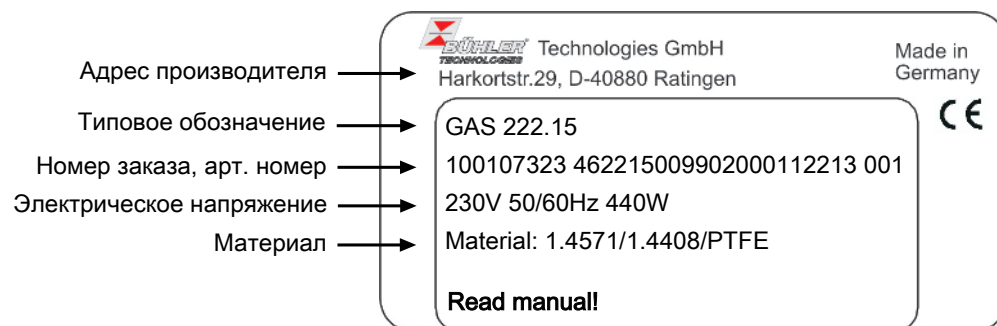 BÜHLER TECHNOLOGIES Technologies GmbH
Made in
Germany
Адрес производителя
Harkortstr.29, D-40880 Ratingen
CE
Типовое обозначение
GAS 222.15
Номер заказа, арт. номер
100107323 462215009902000112213 001
Электрическое напряжение
230V 50/60Hz 440W
Материал
Material: 1.4571/1.4408/PTFE
Read manual!